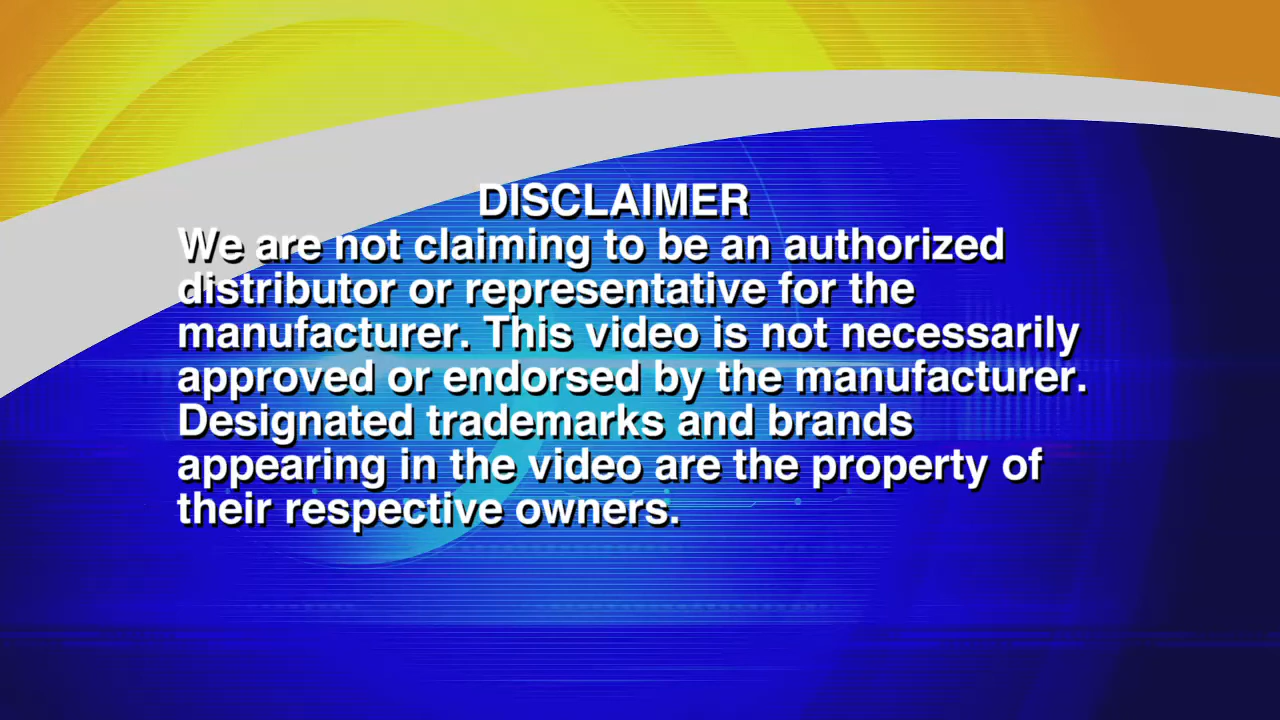 DISCLAIMER
We are not claiming to be an authorized
distributor or representative for the
manufacturer. This video is not necessarily
approved or endorsed by the manufacturer.
Designated trademarks and brands
appearing in the video are the property of
their respective owners.